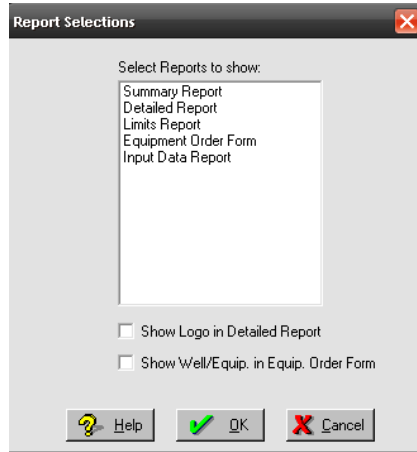 Report Selections
Select Reports to show:
Summary Report
Detailed Report
Limits Report
Equipment Order Form
Input Data Report
Show Logo in Detailed Report
Show Well/Equip. in Equip. Order Form
Help OK Cancel